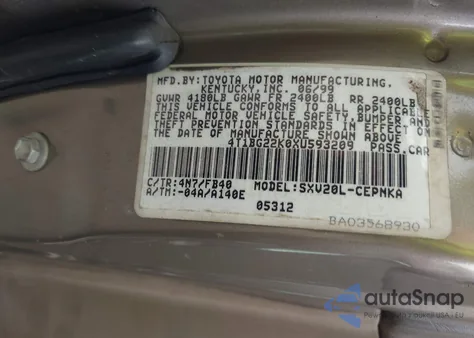 MFD.BY:TOYOTA MOTOR MANUFACTURING,
KENTUCKY,INC. 06/99
GVWR 4180LB GAWR FR 2400LB RR 2400LB
THIS VEHICLE CONFORMS TO ALL APPLICABLE
FEDERAL MOTOR VEHICLE SAFETY,BUMPER AND
THEFT PREVENTION STANDARDS IN EFFECT ON
THE DATE OF MANUFACTURE SHOWN ABOVE.
4T1BG22K0XU593209 PASS.CAR
C/TR:4N7/FB40 MODEL:SXV20L-CEPNKA
A/TM:-04A/A140E
05312
BA03568930
autoSnap